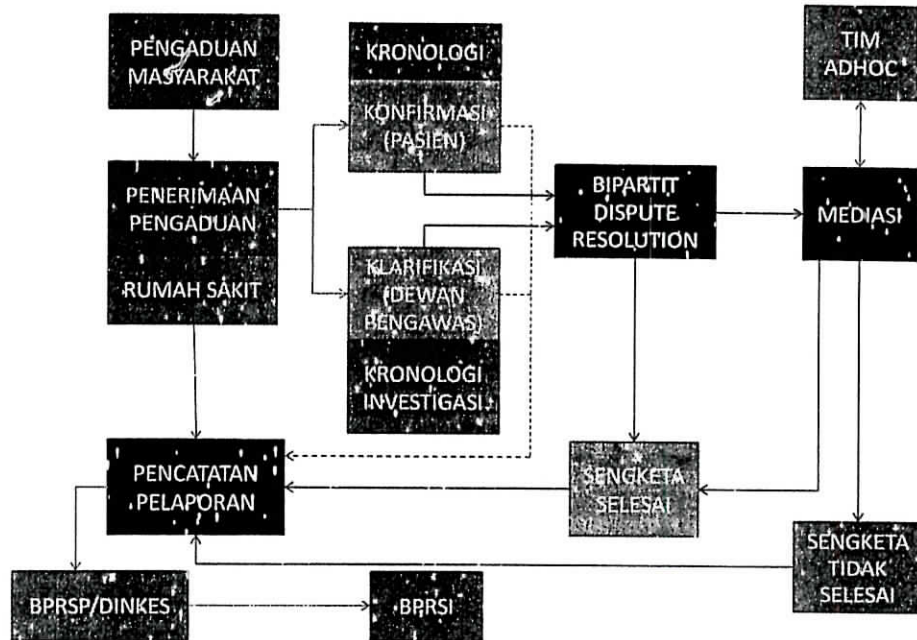 PENGADUAN
MASYARAKAT
KRONOLOGI
KONFIRMASI
(PASIEN)
TIM
ADHOC
PENERIMAAN
PENGADUAN
RUMAH SAKIT
KLARIFIKASI
(DEWAN
PENGAWAS)
KRONOLOGI
INVESTIGASI
BIPARTIT
DISPUTE
RESOLUTION
MEDIASI
PENCATATAN
PELAPORAN
SENGKETA
SELESAI
SENGKETA
TIDAK
SELESAI
BPRSP/DINKES
BPRSI